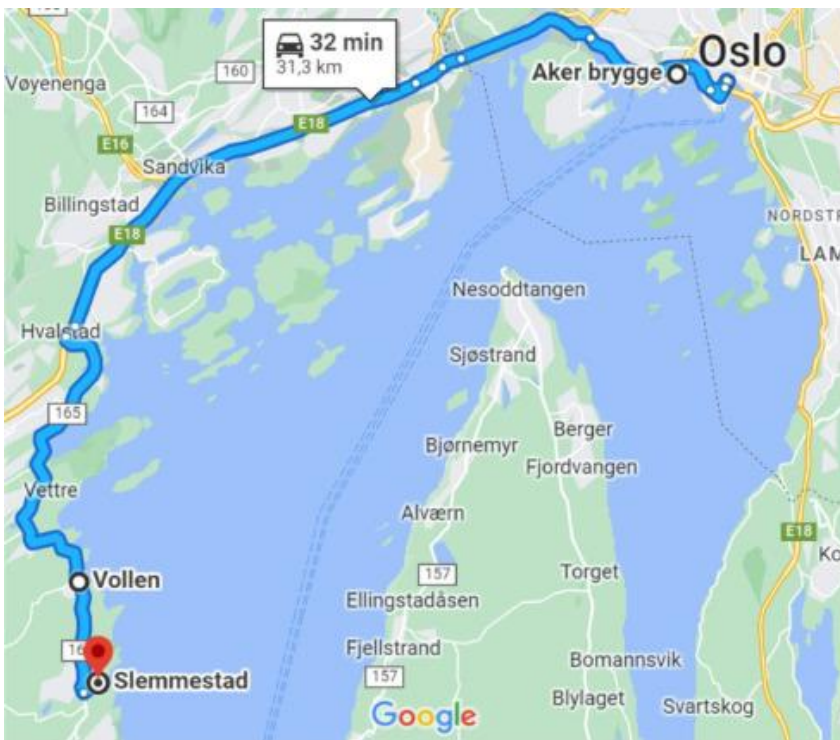 32 min
31,3 km
Oslo
Aker brygge
Vøyenenga
160
164
E16
E18
Sandvika
Billingstad
E18
NORDSTR
LAM
Nesoddtangen
Hvalstad
Sjøstrand
165
Berger
Bjørnemyr
Fjordvangen
Vettre
Alværn
E18
Ko
157
Torget
Vollen
Ellingstadåsen
Fjellstrand
Bomannsvik
157
Slemmestad
Blylaget
Svartskog
Google